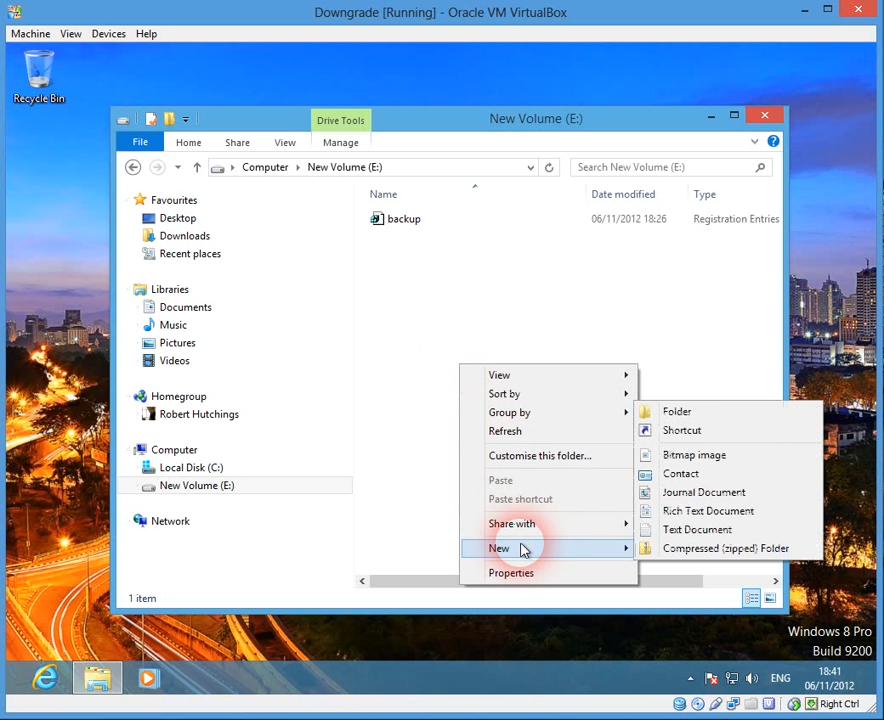 Downgrade [Running] - Oracle VM VirtualBox
Machine View Devices Help
Recycle Bin
Drive Tools
New Volume (E:)
File Home Share View Manage
Computer New Volume (E:)
Search New Volume (E:)
Name Date modified Type
backup 06/11/2012 18:26 Registration Entries
Favourites
Desktop
Downloads
Recent places
Libraries
Documents
Music
Pictures
Videos
Homegroup
Robert Hutchings
Computer
Local Disk (C:)
New Volume (E:)
Network
View
Sort by
Group by
Refresh
Customise this folder...
Paste
Paste shortcut
Share with
New
Properties
Folder
Shortcut
Bitmap image
Contact
Journal Document
Rich Text Document
Text Document
Compressed (zipped) Folder
1 item
Windows 8 Pro
Build 9200
ENG
18:41
06/11/2012
Right Ctrl